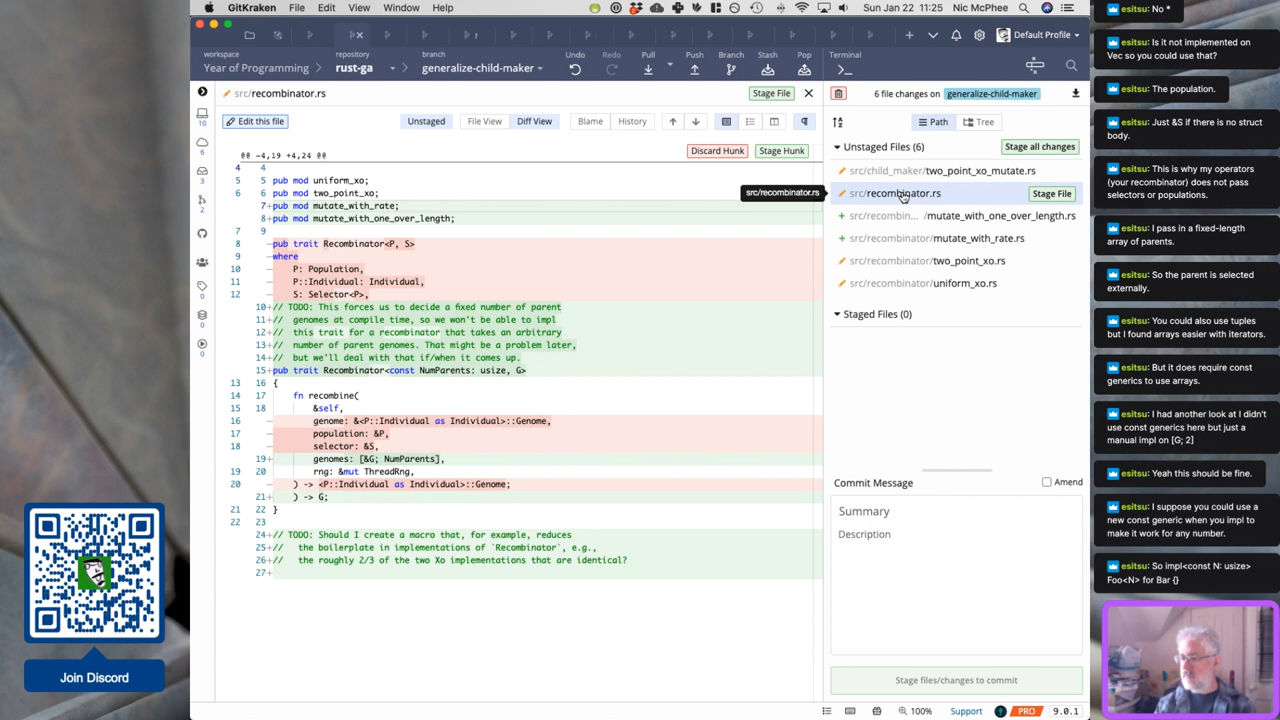 GitKraken File Edit View Window Help
Sun Jan 22 11:25 Nic McPhee
Default Profile
workspace
Year of Programming
repository
rust-ga
branch
generalize-child-maker
Undo
Redo
Pull
Push
Branch
Stash
Pop
Terminal
src/recombinator.rs
Stage File
Edit this file
Unstaged
File View
Diff View
Blame
History
@@ -4,19 +4,24 @@
Discard Hunk
Stage Hunk
4 4
5 5 pub mod uniform_xo;
6 6 pub mod two_point_xo;
7+ pub mod mutate_with_rate;
8+ pub mod mutate_with_one_over_length;
7 9
8 - pub trait Recombinator<P, S>
9 - where
10 - P: Population,
11 - P::Individual: Individual,
12 - S: Selector<P>,
10+ // TODO: This forces us to decide a fixed number of parent
11+ // genomes at compile time, so we won't be able to impl
12+ // this trait for a recombinator that takes an arbitrary
13+ // number of parent genomes. That might be a problem later,
14+ // but we'll deal with that if/when it comes up.
15+ pub trait Recombinator<const NumParents: usize, G>
13 16 {
14 17 fn recombine(
15 18 &self,
16 - genome: &<P::Individual as Individual>::Genome,
17 - population: &P,
18 - selector: &S,
19+ genomes: [&G; NumParents],
19 20 rng: &mut ThreadRng,
20 - ) -> <P::Individual as Individual>::Genome;
21+ ) -> G;
21 22 }
22 23
24+ // TODO: Should I create a macro that, for example, reduces
25+ // the boilerplate in implementations of `Recombinator`, e.g.,
26+ // the roughly 2/3 of the two Xo implementations that are identical?
27+
6 file changes on generalize-child-maker
Path
Tree
Unstaged Files (6)
Stage all changes
src/child_maker/two_point_xo_mutate.rs
src/recombinator.rs
src/recombinator.rs
Stage File
src/recombin... /mutate_with_one_over_length.rs
src/recombinator/mutate_with_rate.rs
src/recombinator/two_point_xo.rs
src/recombinator/uniform_xo.rs
Staged Files (0)
Commit Message
Amend
Summary
Description
Stage files/changes to commit
100%
Support
PRO
9.0.1
10
6
3
2
0
0
0
Join Discord
esitsu: No *
esitsu: Is it not implemented on
Vec so you could use that?
esitsu: The population.
esitsu: Just &S if there is no struct
body.
esitsu: This is why my operators
(your recombinator) does not pass
selectors or populations.
esitsu: I pass in a fixed-length
array of parents.
esitsu: So the parent is selected
externally.
esitsu: You could also use tuples
but I found arrays easier with iterators.
esitsu: But it does require const
generics to use arrays.
esitsu: I had another look at I didn't
use const generics here but just a
manual impl on [G; 2]
esitsu: Yeah this should be fine.
esitsu: I suppose you could use a
new const generic when you impl to
make it work for any number.
esitsu: So impl<const N: usize>
Foo<N> for Bar {}